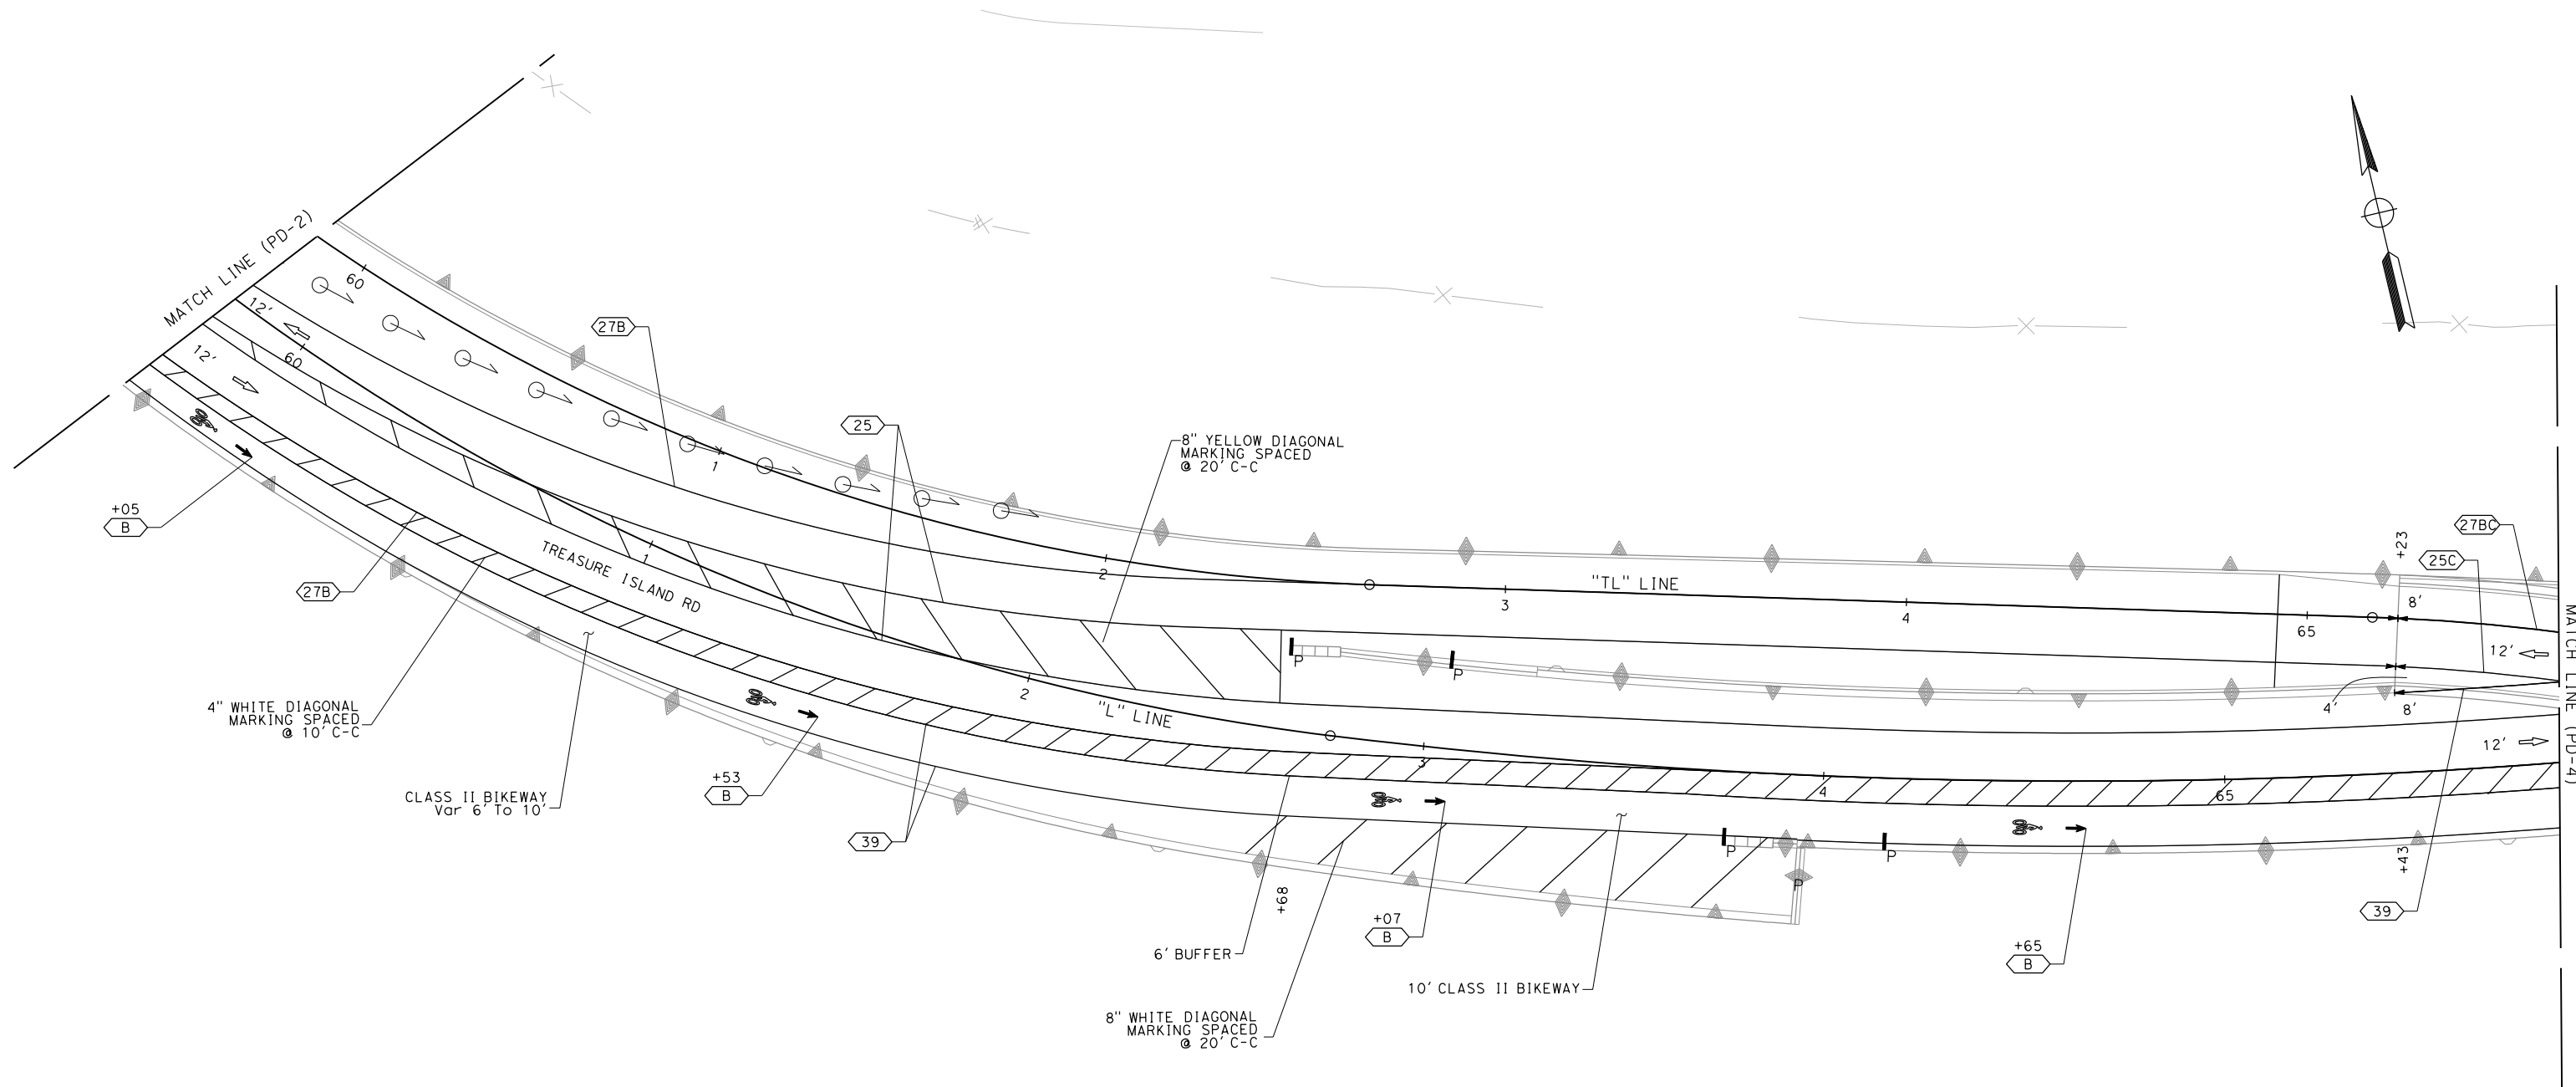 MATCH LINE (PD-2)
60
12'
60
12'
27B
25
8" YELLOW DIAGONAL
MARKING SPACED
@ 20' C-C
1
1
2
2
3
3
4
4
65
65
"TL" LINE
"L" LINE
TREASURE ISLAND RD
+05
B
27B
4" WHITE DIAGONAL
MARKING SPACED
@ 10' C-C
CLASS II BIKEWAY
Var 6' To 10'
+53
B
39
P
P
P
P
P
6' BUFFER
+68
8" WHITE DIAGONAL
MARKING SPACED
@ 20' C-C
+07
B
10' CLASS II BIKEWAY
+65
B
+23
25C
27BC
8'
12'
4'
8'
12'
+43
39
MATCH LINE (PD-4)